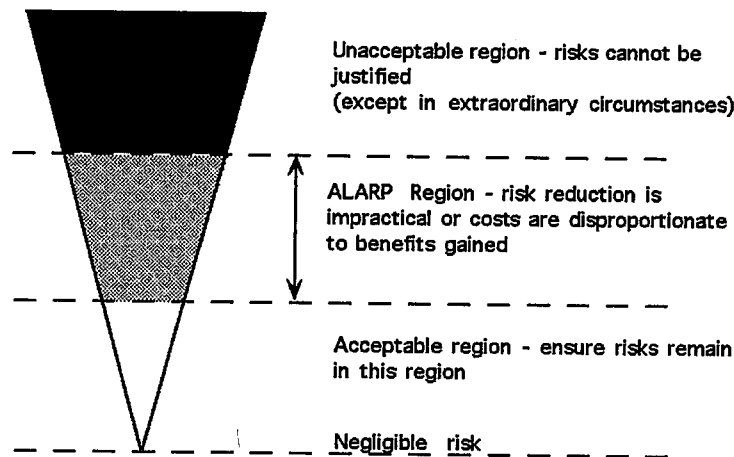 Unacceptable region - risks cannot be
justified
(except in extraordinary circumstances)
ALARP Region - risk reduction is
impractical or costs are disproportionate
to benefits gained
Acceptable region - ensure risks remain
in this region
Negligible risk